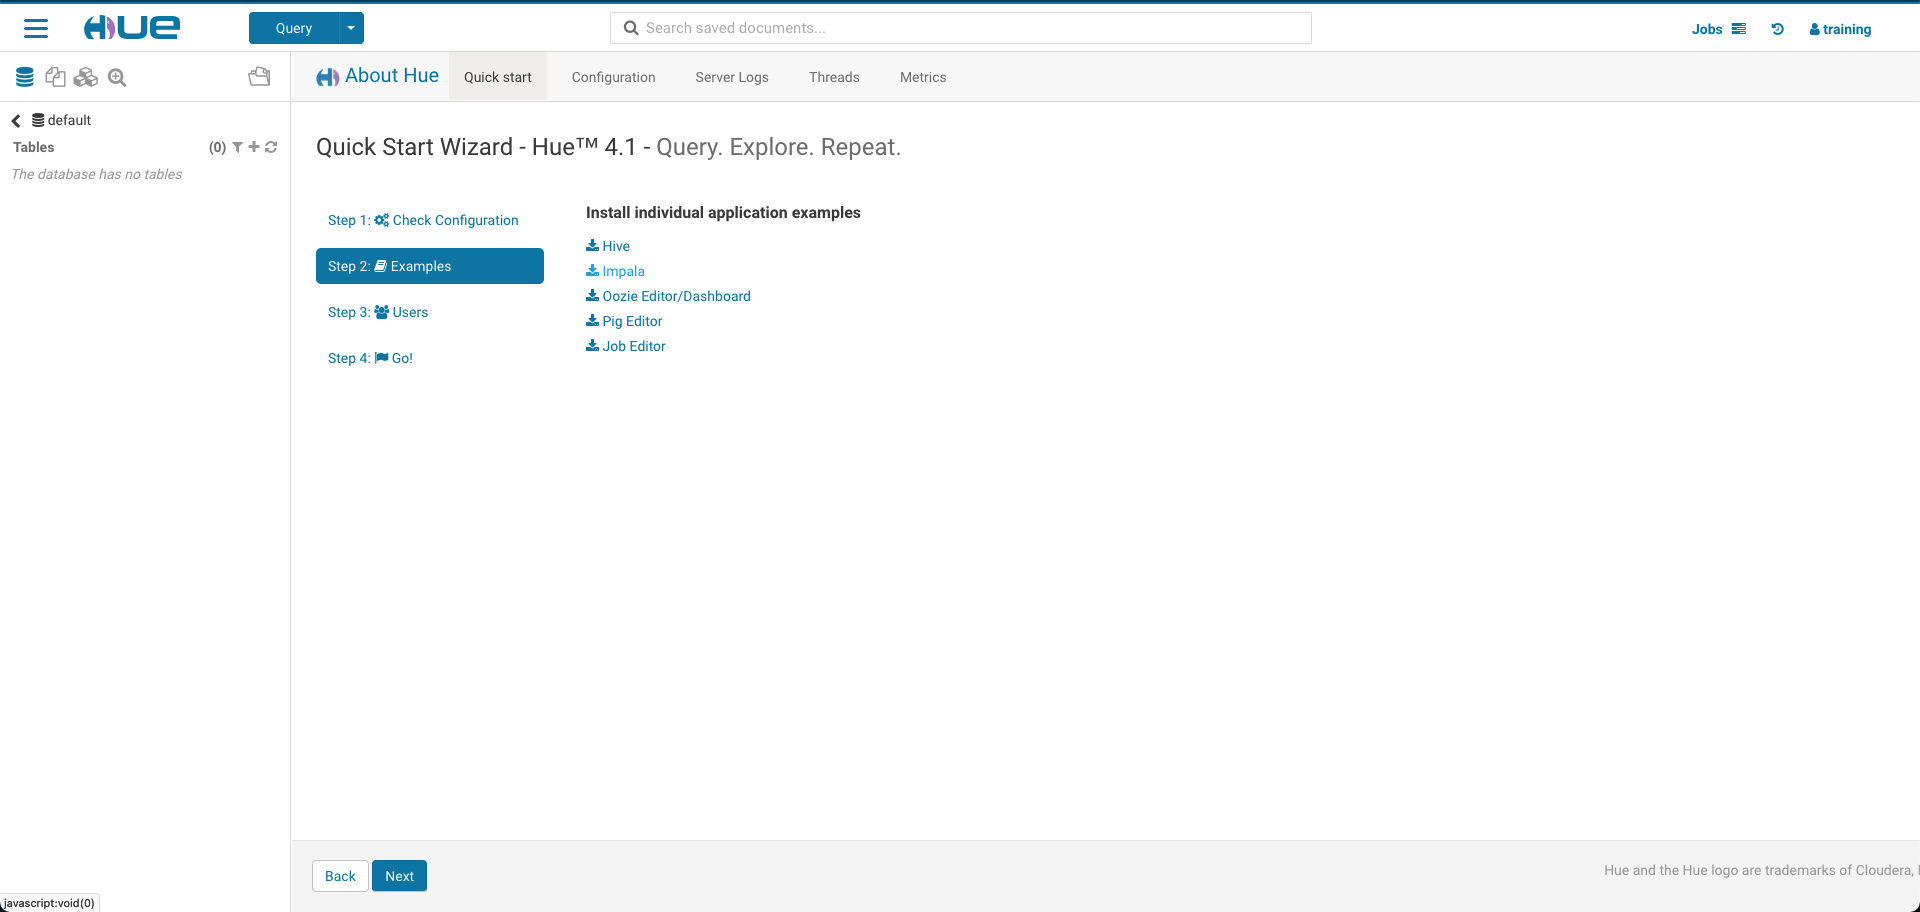 HUE
Query
Search saved documents...
Jobs
training
About Hue
Quick start
Configuration
Server Logs
Threads
Metrics
default
Tables
(0)
The database has no tables
Quick Start Wizard - Hue™ 4.1 - Query. Explore. Repeat.
Step 1: Check Configuration
Step 2: Examples
Step 3: Users
Step 4: Go!
Install individual application examples
Hive
Impala
Oozie Editor/Dashboard
Pig Editor
Job Editor
Back
Next
Hue and the Hue logo are trademarks of Cloudera,
javascript:void(0)